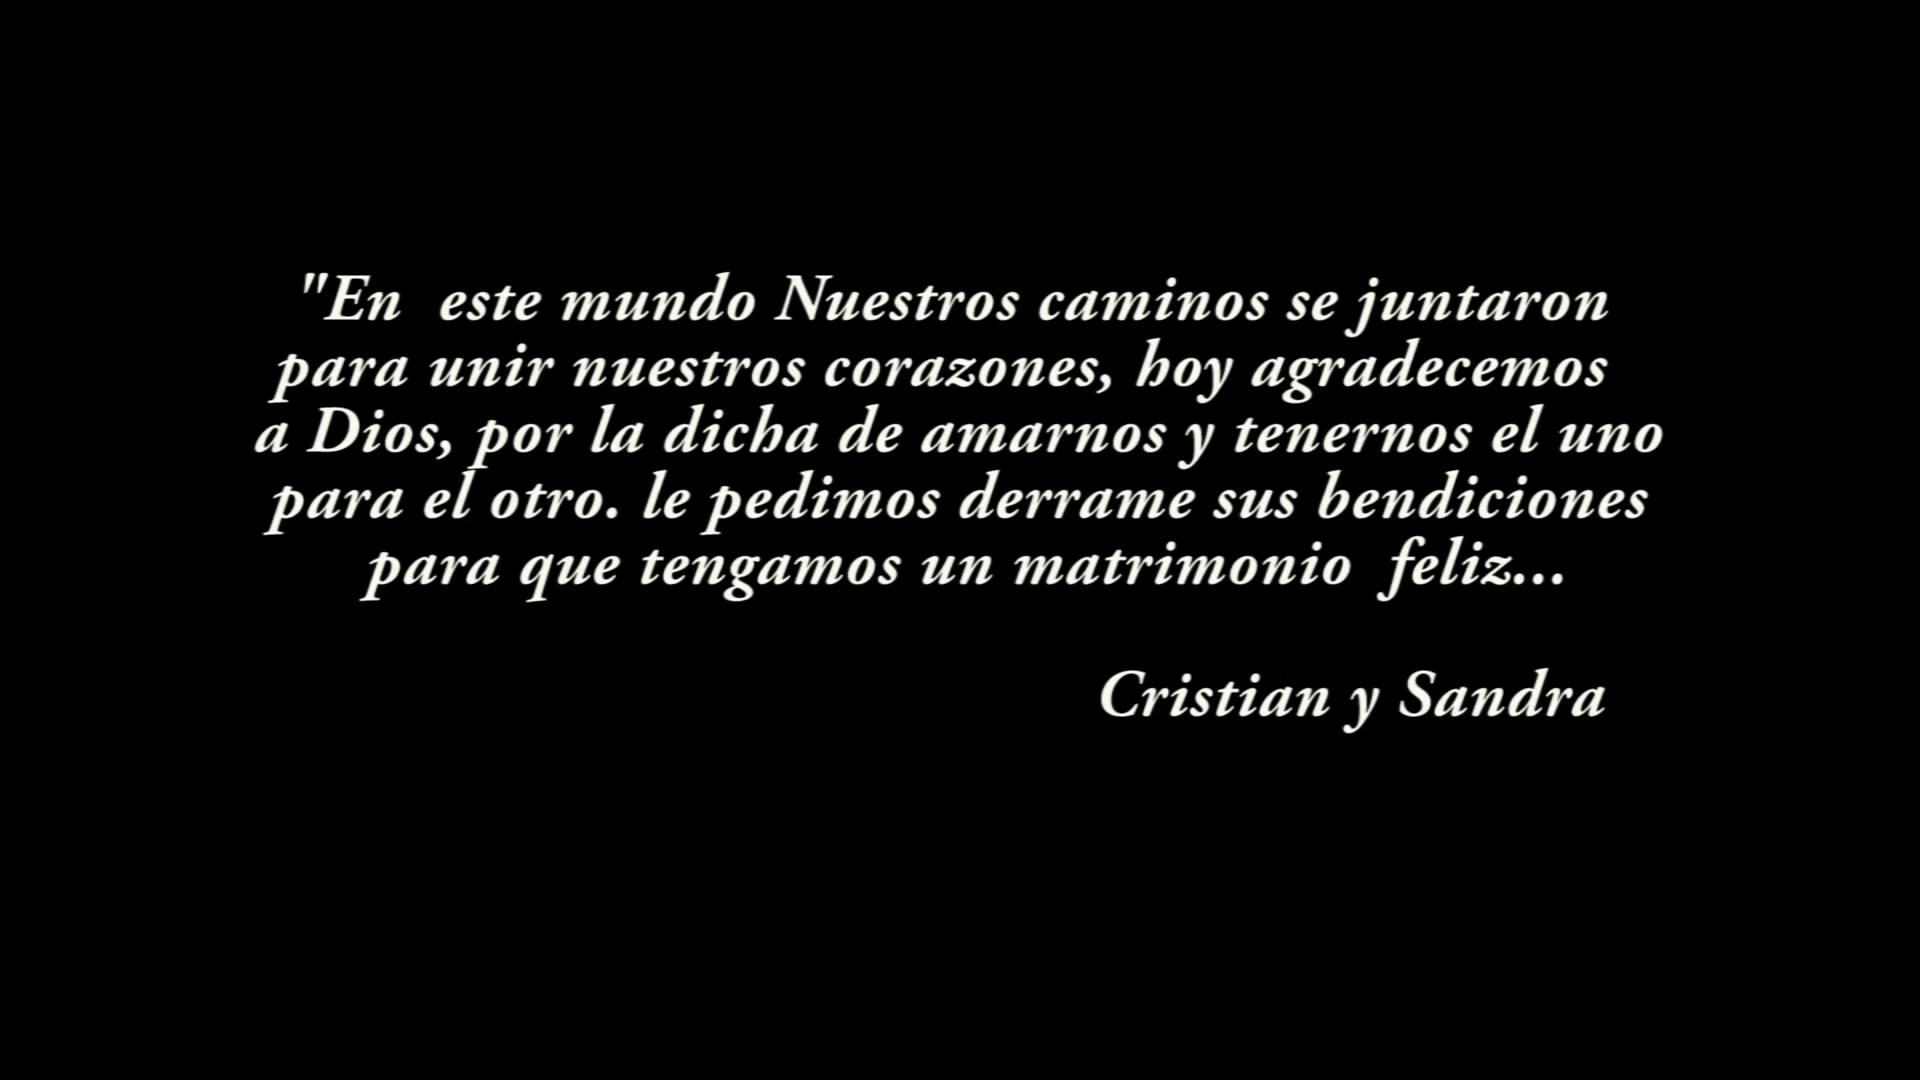 "En  este mundo Nuestros caminos se juntaron
para unir nuestros corazones, hoy agradecemos
a Dios, por la dicha de amarnos y tenernos el uno
para el otro. le pedimos derrame sus bendiciones
para que tengamos un matrimonio  feliz...
Cristian y Sandra